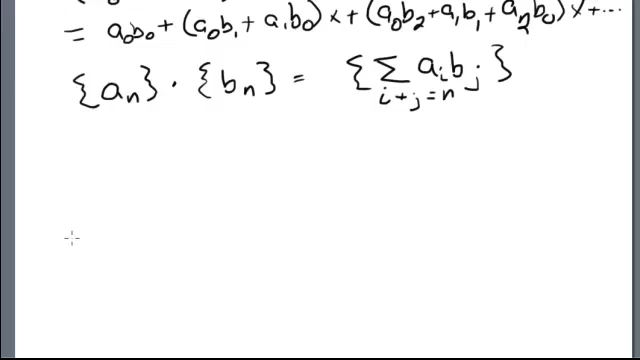 = a₀b₀ + (a₀b₁ + a₁b₀) x + (a₀b₂ + a₁b₁ + a₂b₀) x + ...
{aₙ} · {bₙ} = { ∑ aᵢbⱼ }
i + j = n